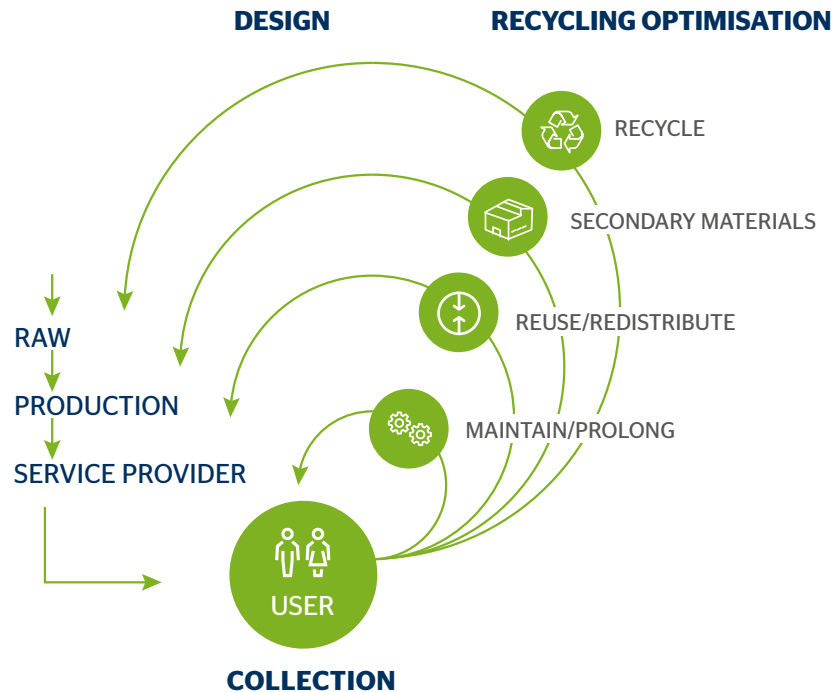 DESIGN
RECYCLING OPTIMISATION
RECYCLE
SECONDARY MATERIALS
REUSE/REDISTRIBUTE
RAW
PRODUCTION
MAINTAIN/PROLONG
SERVICE PROVIDER
USER
COLLECTION